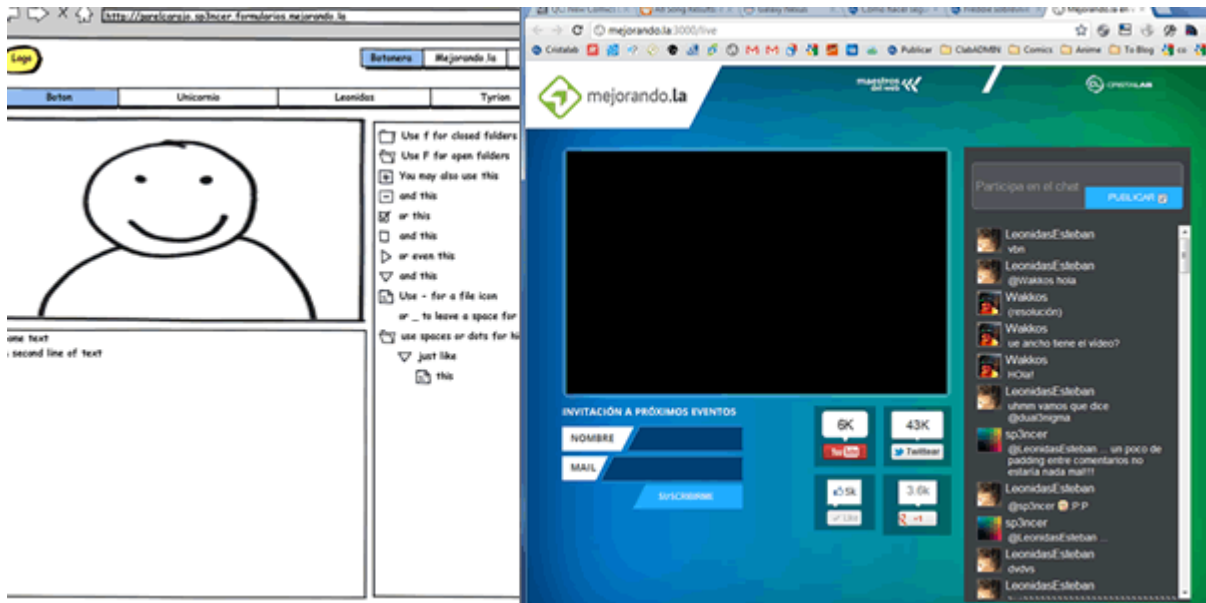 http://porelcarajo.sp3ncer.formularios.mejorando.la
Logo
Botonera
Mejorando.la
Boton
Unicornio
Leonidas
Tyrion
Use f for closed folders
Use F for open folders
You may also use this
and this
or this
and this
or even this
and this
Use - for a file icon
or _ to leave a space for
use spaces or dots for hi
just like
this
ome text
second line of text
mejorando.la:3000/live
Cristalab
Publicar
ClabADMIN
Comics
Anime
To Blog
mejorando.la
maestros
del web
CRISTALAB
Participa en el chat
PUBLICAR
LeonidasEsteban
vbn
LeonidasEsteban
@Wakkos hola
Wakkos
(resolución)
Wakkos
ue ancho tiene el vídeo?
Wakkos
HOla!
LeonidasEsteban
uhmm vamos que dice
@dual3nigma
sp3ncer
@LeonidasEsteban ... un poco de
padding entre comentarios no
estaría nada mal!!!
LeonidasEsteban
@sp3ncer :P:P
sp3ncer
@LeonidasEsteban ...
LeonidasEsteban
dvdvs
LeonidasEsteban
INVITACIÓN A PRÓXIMOS EVENTOS
NOMBRE
MAIL
SUSCRIBIRME
6K
You Tube
43K
Twittear
5k
Like
3.6k
+1